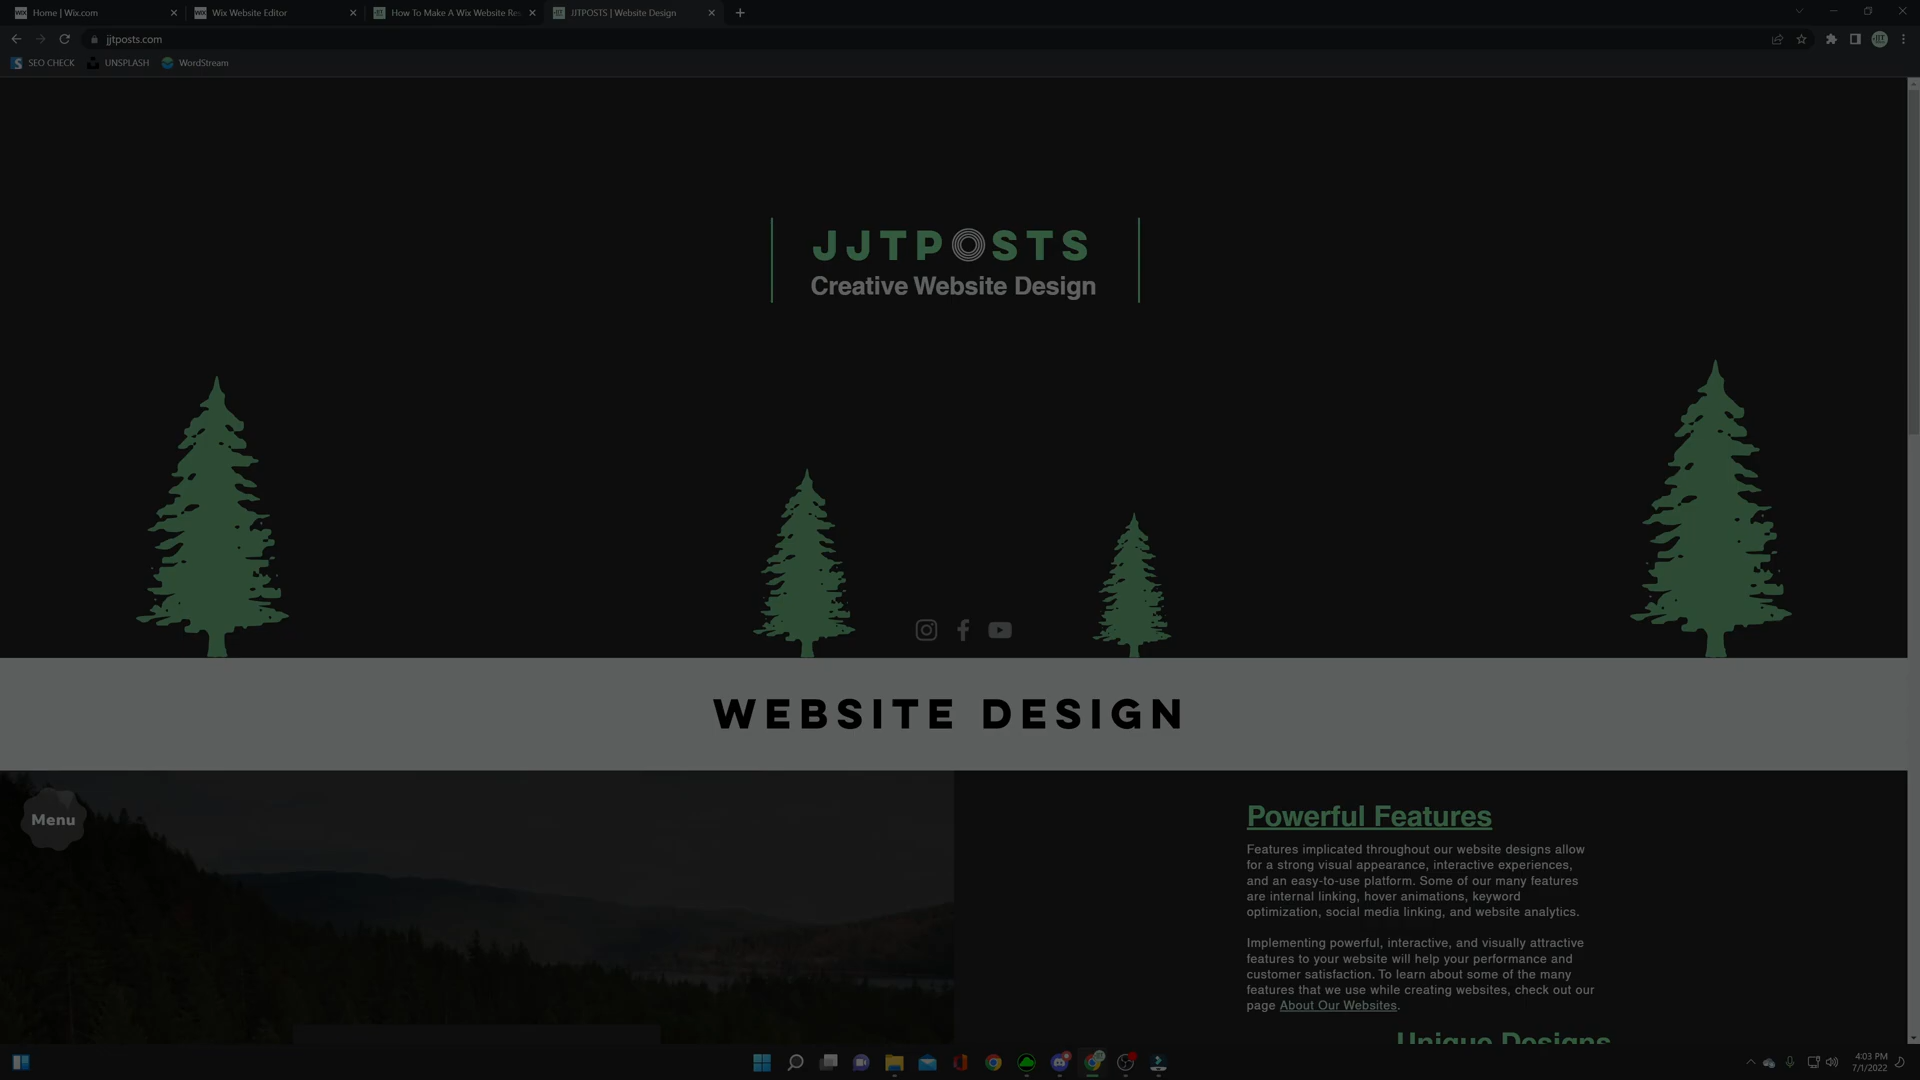 Home | Wix.com
Wix Website Editor
How To Make A Wix Website Re
JJTPOSTS | Website Design
jjtposts.com
SEO CHECK
UNSPLASH
WordStream
JJTPOSTS
Creative Website Design
WEBSITE DESIGN
Menu
Powerful Features
Features implicated throughout our website designs allow
for a strong visual appearance, interactive experiences,
and an easy-to-use platform. Some of our many features
are internal linking, hover animations, keyword
optimization, social media linking, and website analytics.
Implementing powerful, interactive, and visually attractive
features to your website will help your performance and
customer satisfaction. To learn about some of the many
features that we use while creating websites, check out our
page About Our Websites.
Unique Designs
4:03 PM
7/1/2022